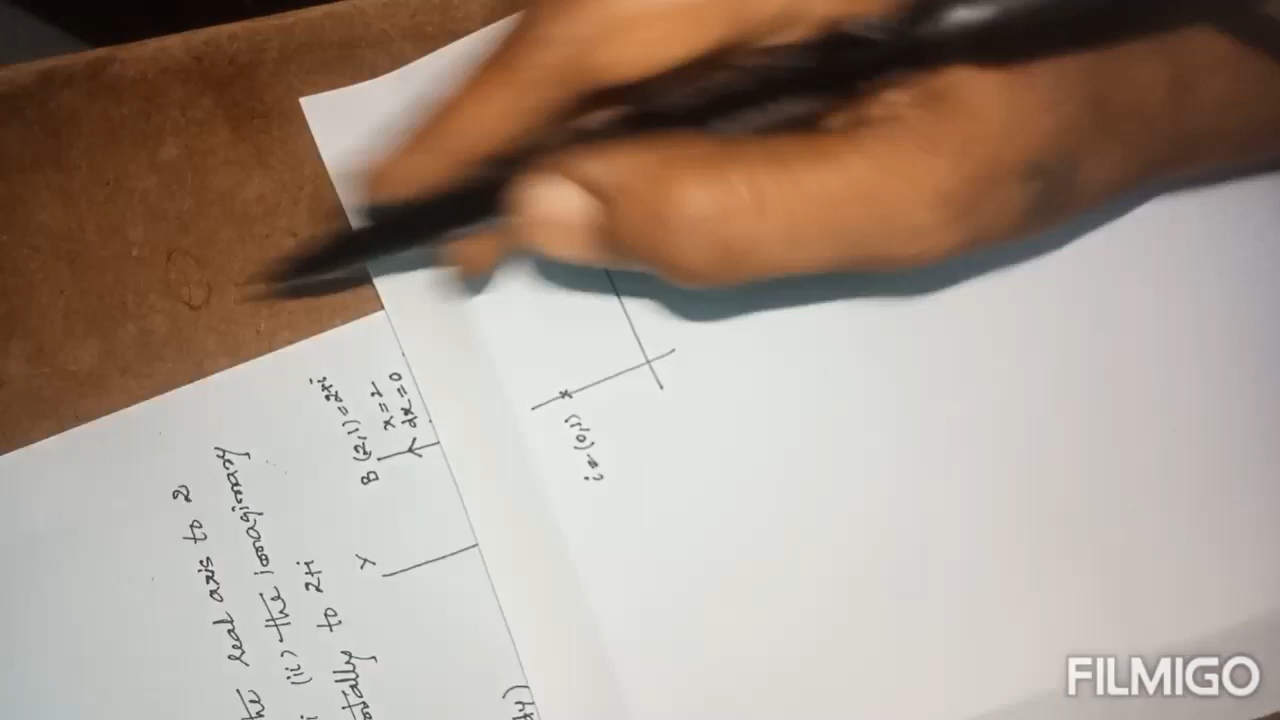 the real axis to 2
(ii) the imaginary
to 2+i
Y
B (2,1) = 2+i
x = 2
dx = 0
i = (0,1)
FILMIGO